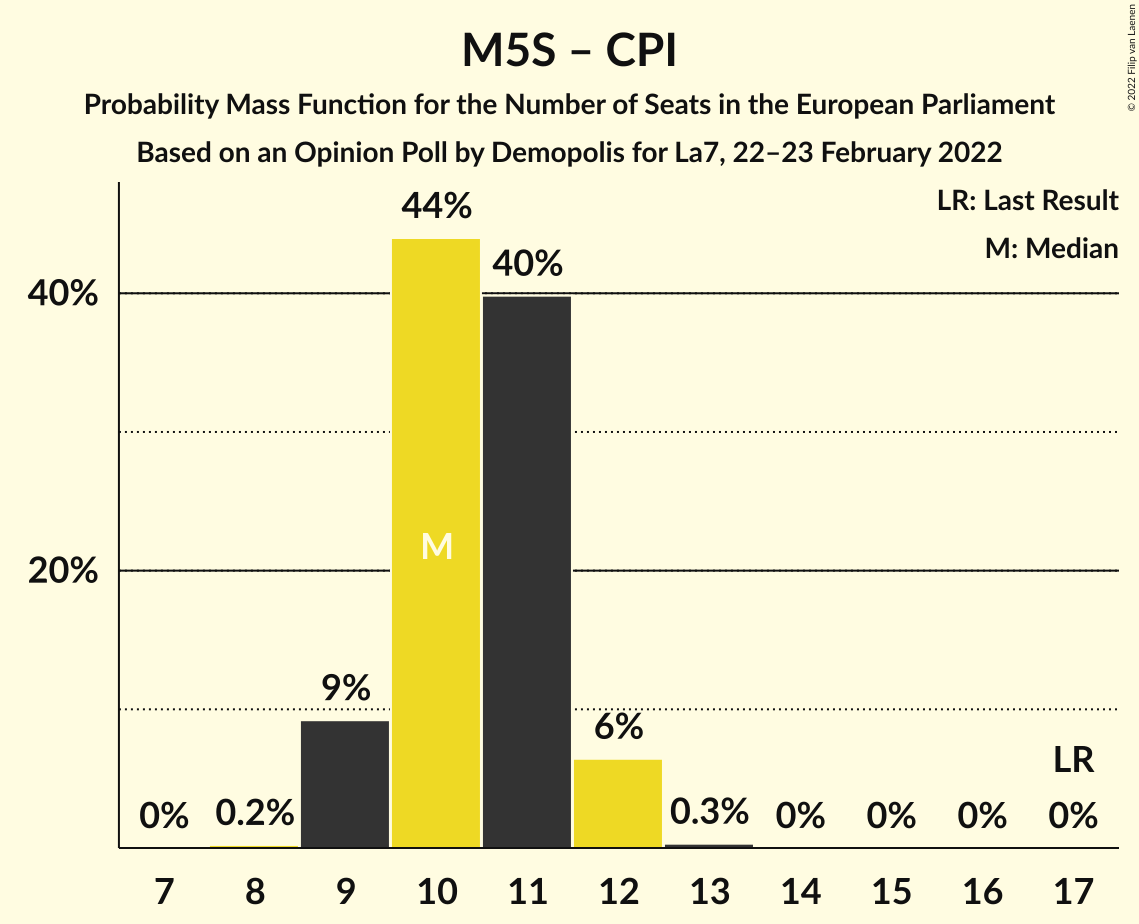 © 2022 Filip van Laenen
M5S – CPI
Probability Mass Function for the Number of Seats in the European Parliament
Based on an Opinion Poll by Demopolis for La7, 22–23 February 2022
LR: Last Result
M: Median
44%
40%
40%
M
20%
9%
6%
LR
0% 0.2% 0.3% 0% 0% 0% 0%
7 8 9 10 11 12 13 14 15 16 17